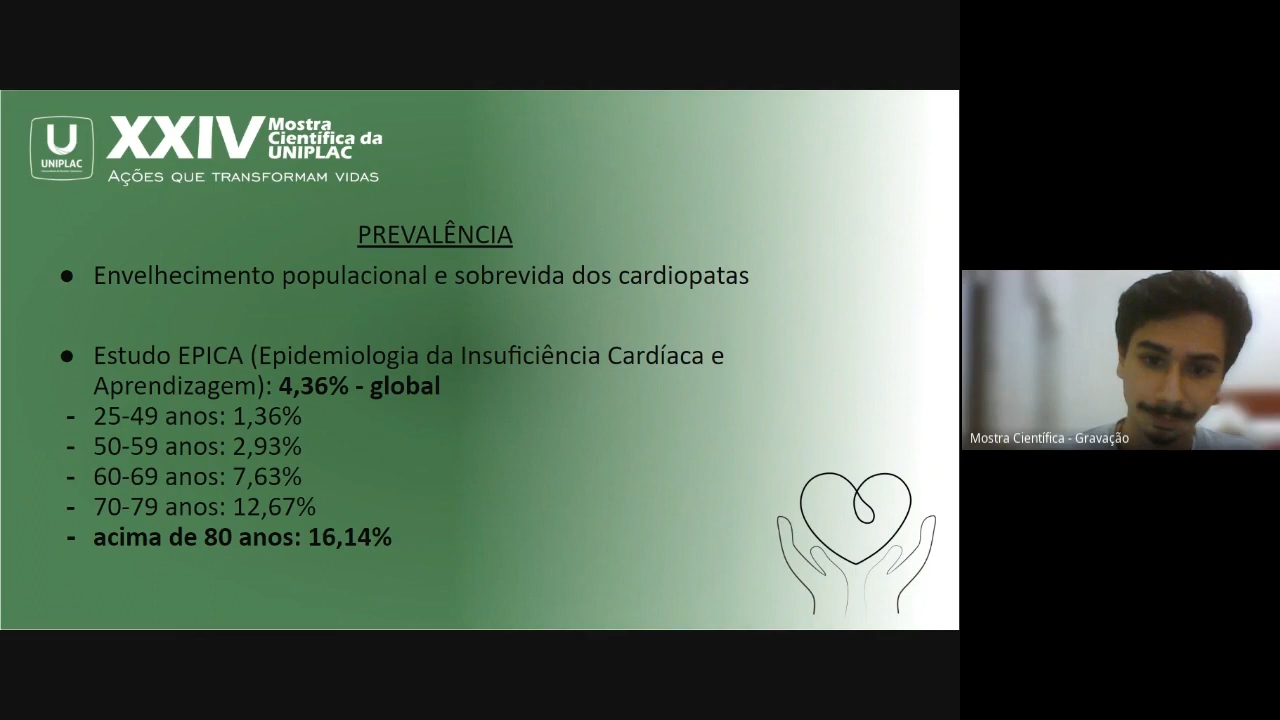 U
UNIPLAC
XXIV Mostra
Científica da
UNIPLAC
AÇÕES QUE TRANSFORMAM VIDAS
PREVALÊNCIA
● Envelhecimento populacional e sobrevida dos cardiopatas
● Estudo EPICA (Epidemiologia da Insuficiência Cardíaca e
Aprendizagem): 4,36% - global
- 25-49 anos: 1,36%
- 50-59 anos: 2,93%
- 60-69 anos: 7,63%
- 70-79 anos: 12,67%
- acima de 80 anos: 16,14%
Mostra Científica - Gravação